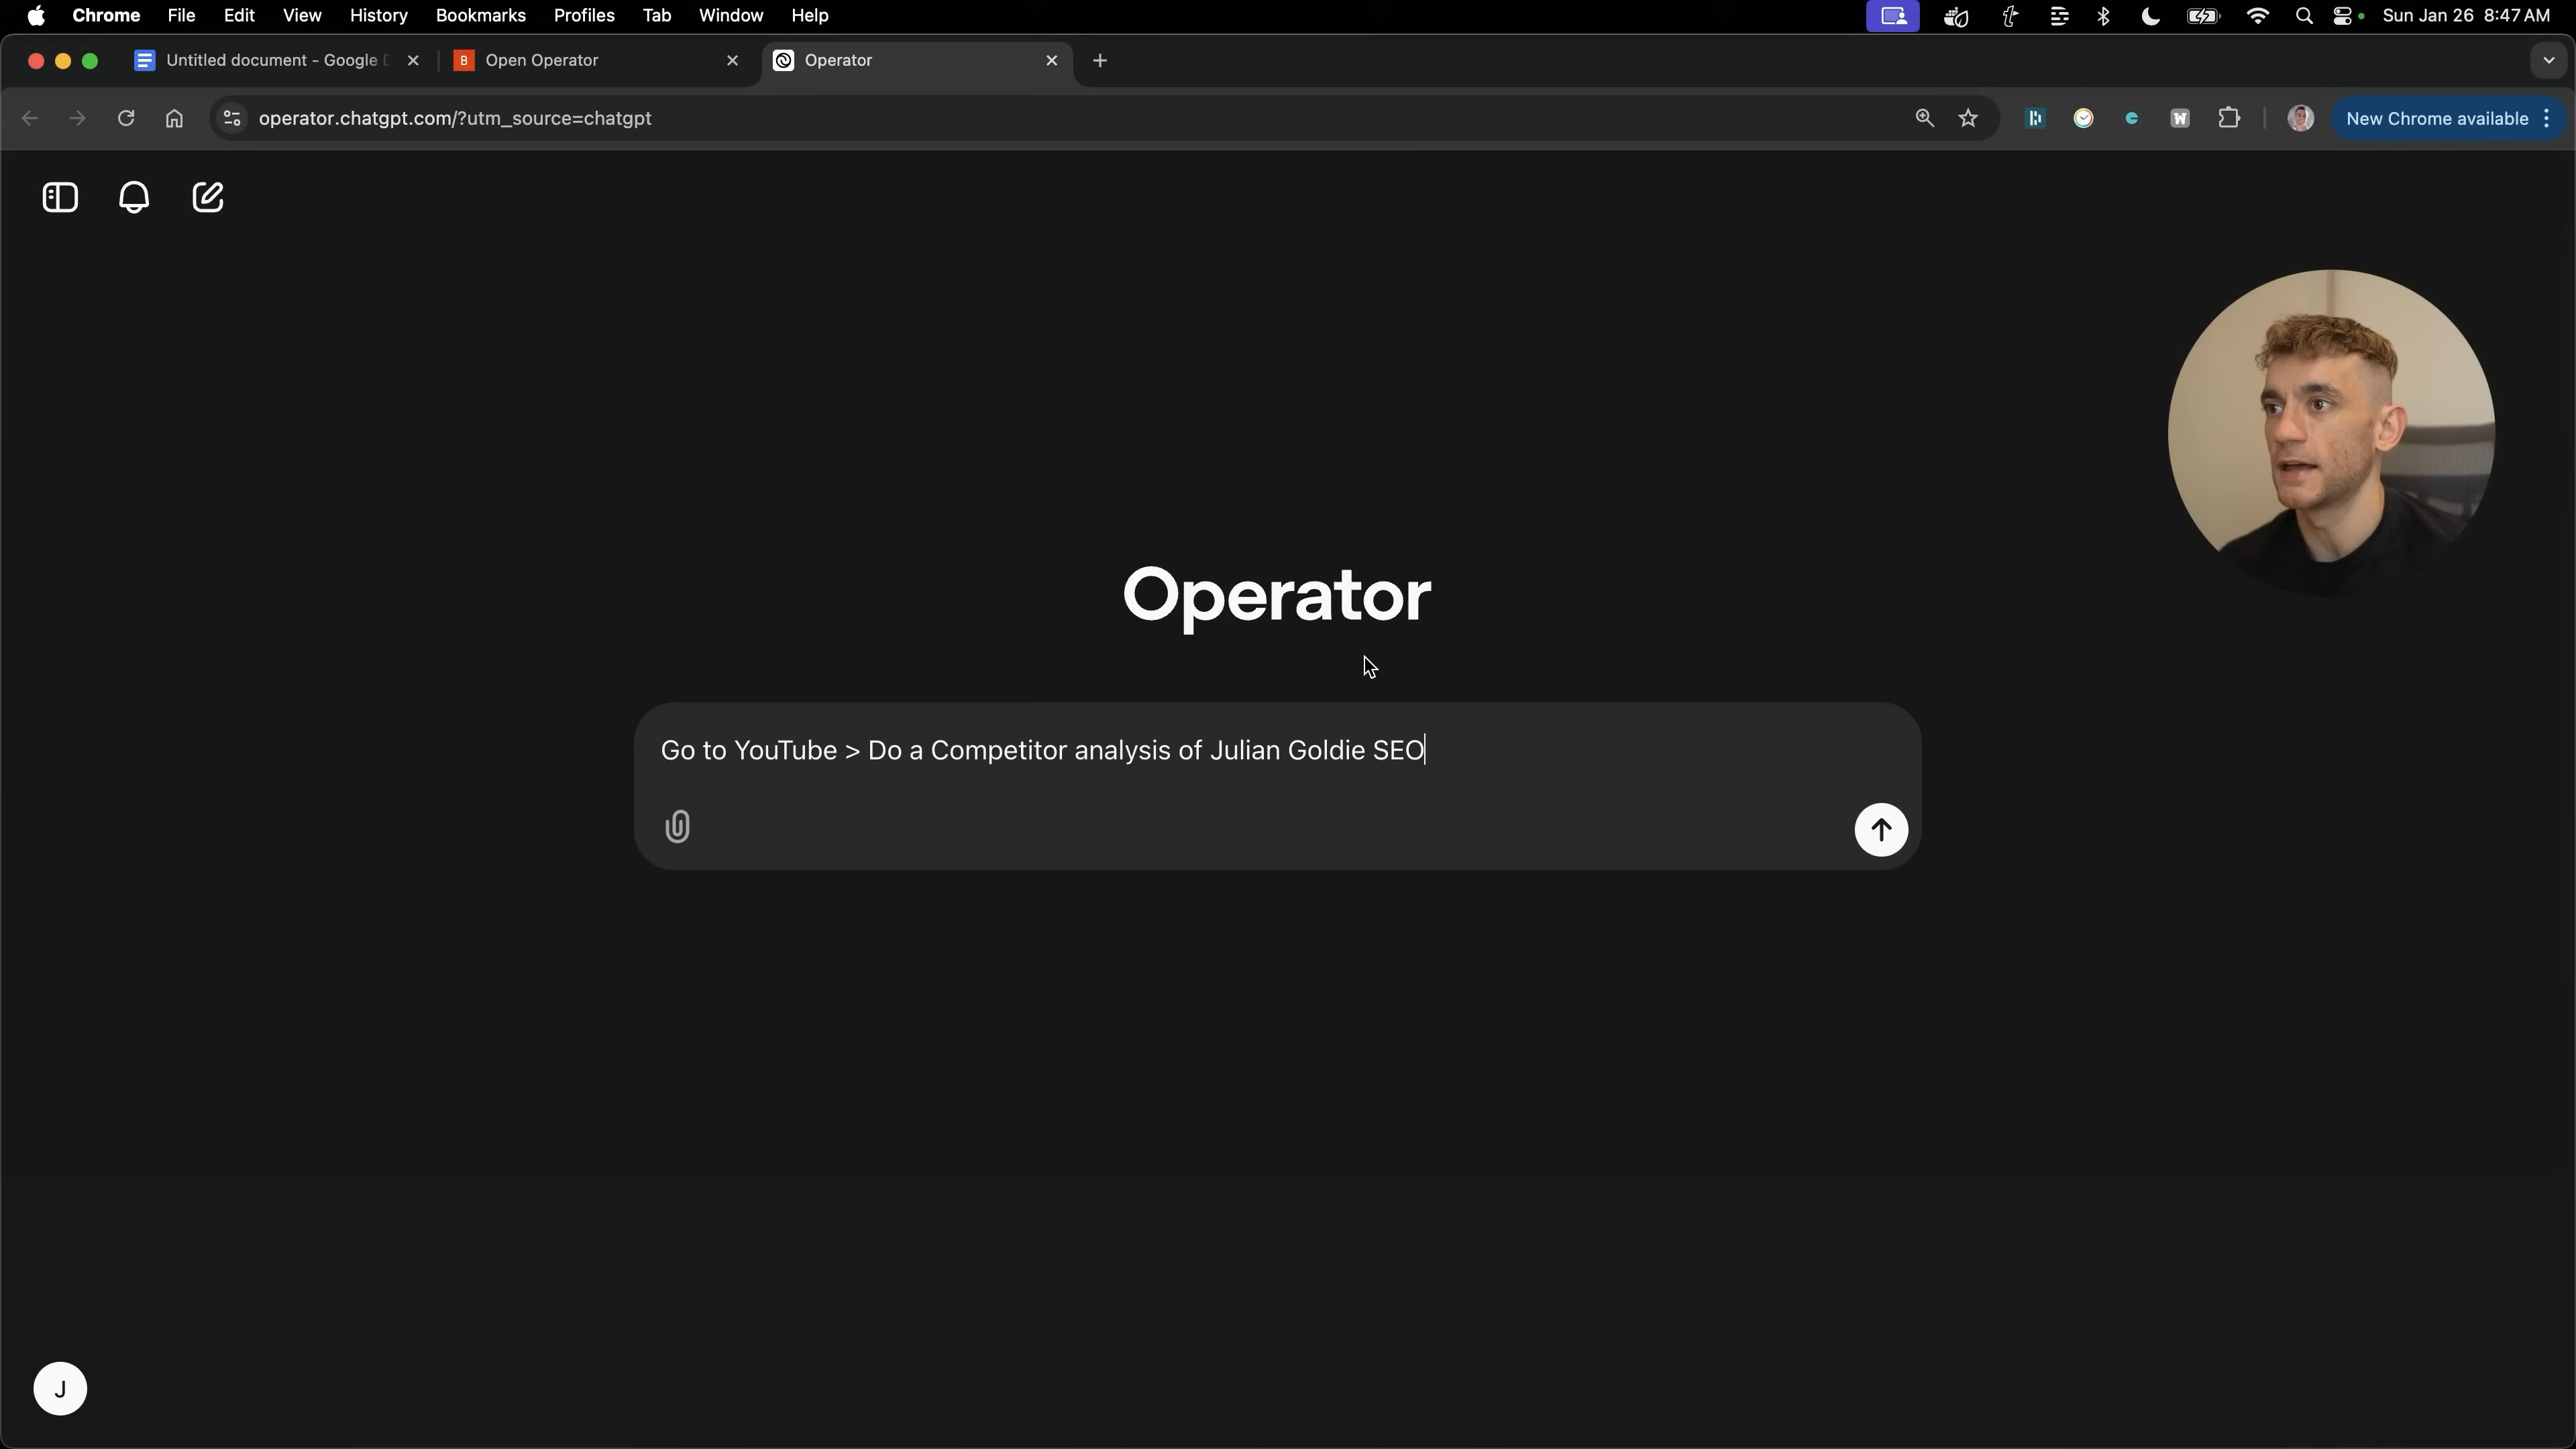 Chrome File Edit View History Bookmarks Profiles Tab Window Help Sun Jan 26 8:47 AM
Untitled document - Google D B Open Operator Operator
operator.chatgpt.com/?utm_source=chatgpt W New Chrome available
Operator
Go to YouTube > Do a Competitor analysis of Julian Goldie SEO
J